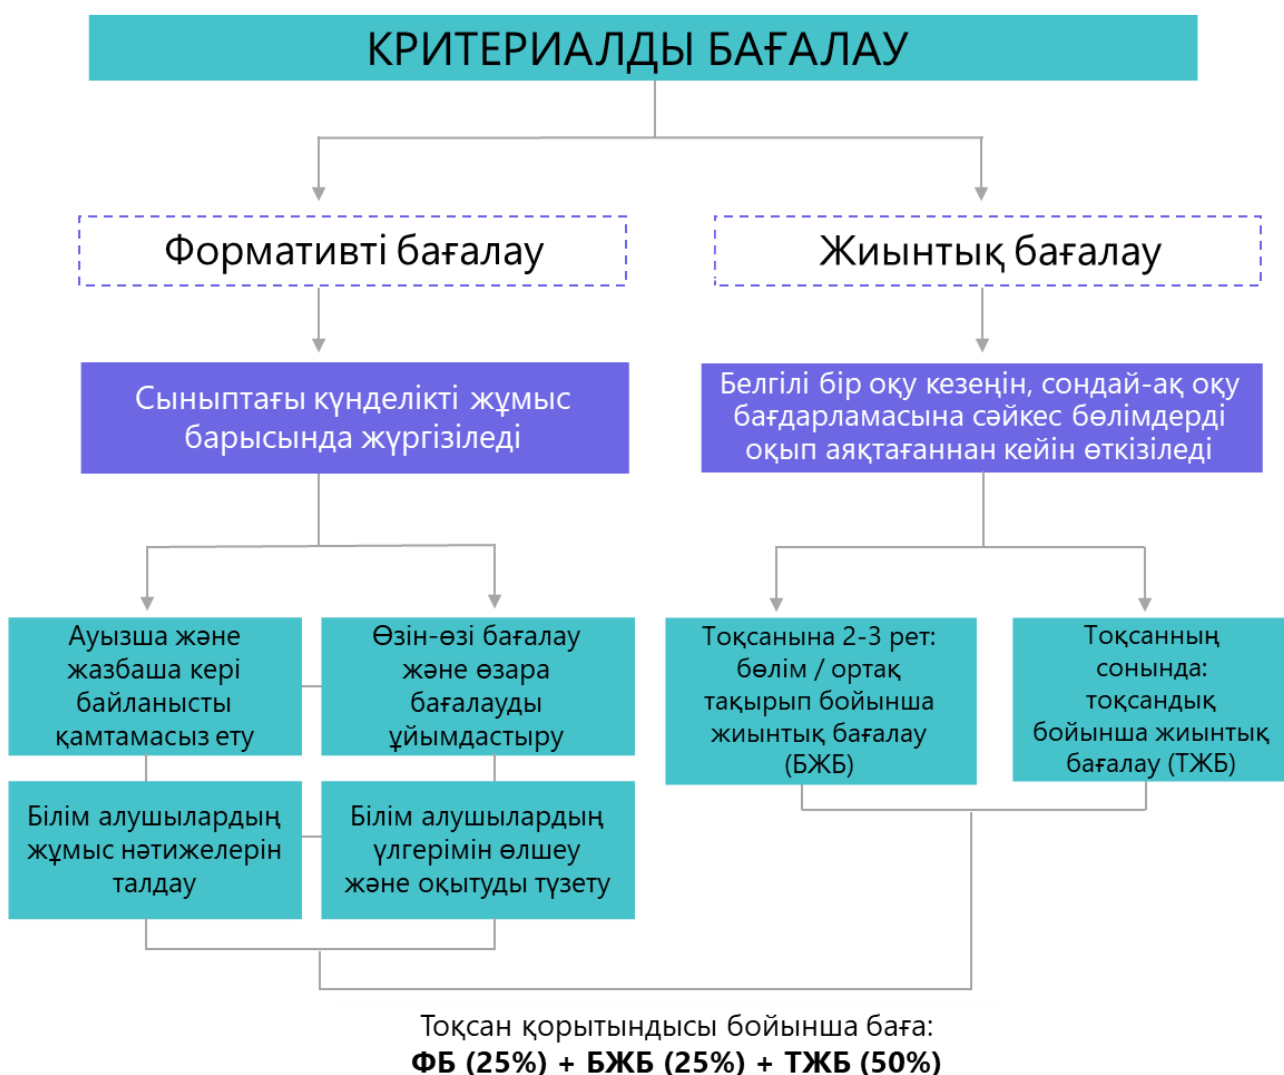 КРИТЕРИАЛДЫ БАҒАЛАУ
Формативті бағалау
Жиынтық бағалау
Сыныптағы күнделікті жұмыс
барысында жүргізіледі
Белгілі бір оқу кезеңін, сондай-ақ оқу
бағдарламасына сәйкес бөлімдерді
оқып аяқтағаннан кейін өткізіледі
Ауызша және
жазбаша кері
байланысты
қамтамасыз ету
Өзін-өзі бағалау
және өзара
бағалауды
ұйымдастыру
Тоқсанына 2-3 рет:
бөлім / ортақ
тақырып бойынша
жиынтық бағалау
(БЖБ)
Тоқсанның
сонында:
тоқсандық
бойынша жиынтық
бағалау (ТЖБ)
Білім алушылардың
жұмыс нәтижелерін
талдау
Білім алушылардың
үлгерімін өлшеу
және оқытуды түзету
Тоқсан қорытындысы бойынша баға:
ФБ (25%) + БЖБ (25%) + ТЖБ (50%)